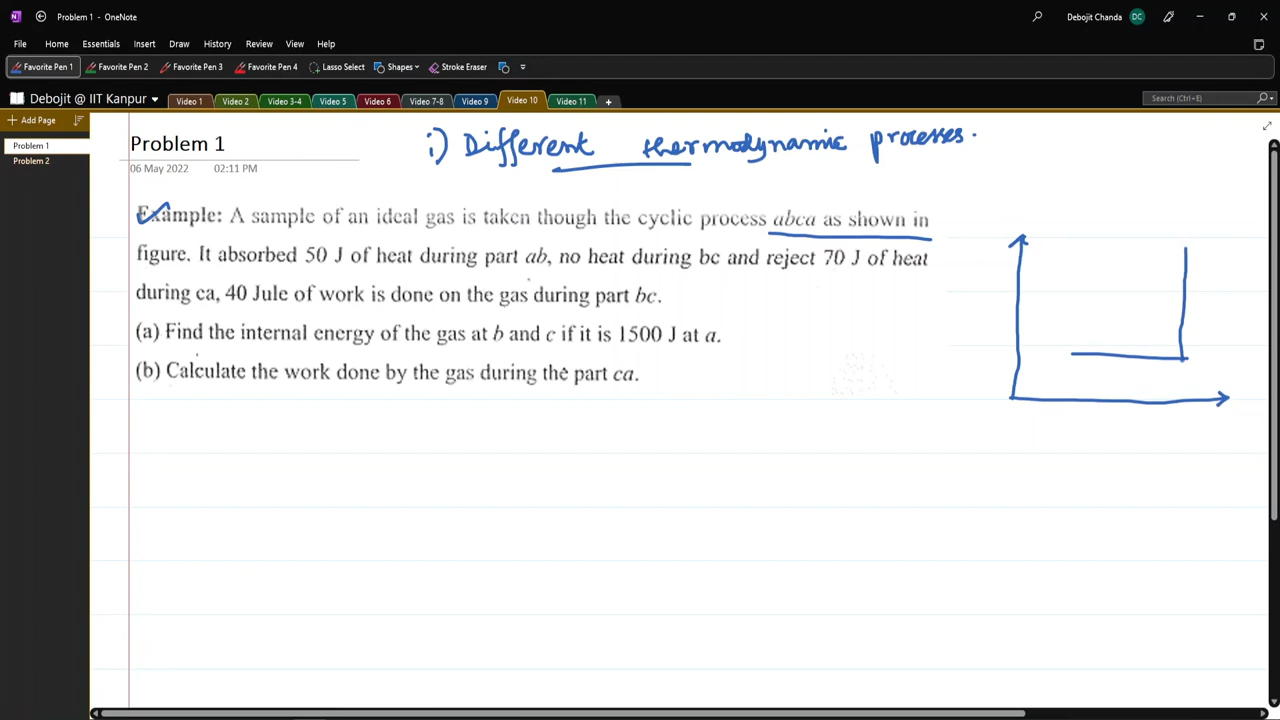 Problem 1 - OneNote
Debojit Chanda DC
File Home Essentials Insert Draw History Review View Help
Favorite Pen 1 Favorite Pen 2 Favorite Pen 3 Favorite Pen 4 Lasso Select Shapes Stroke Eraser
Debojit @ IIT Kanpur Video 1 Video 2 Video 3-4 Video 5 Video 6 Video 7-8 Video 9 Video 10 Video 11 + Search (Ctrl+E)
+ Add Page
Problem 1
Problem 2
Problem 1
06 May 2022 02:11 PM
i) Different thermodynamic processes.
Example: A sample of an ideal gas is taken though the cyclic process abca as shown in
figure. It absorbed 50 J of heat during part ab, no heat during bc and reject 70 J of heat
during ca, 40 Jule of work is done on the gas during part bc.
(a) Find the internal energy of the gas at b and c if it is 1500 J at a.
(b) Calculate the work done by the gas during the part ca.